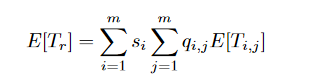 E[T_r] = \sum_{i=1}^{m} s_i \sum_{j=1}^{m} q_{i,j} E[T_{i,j}]